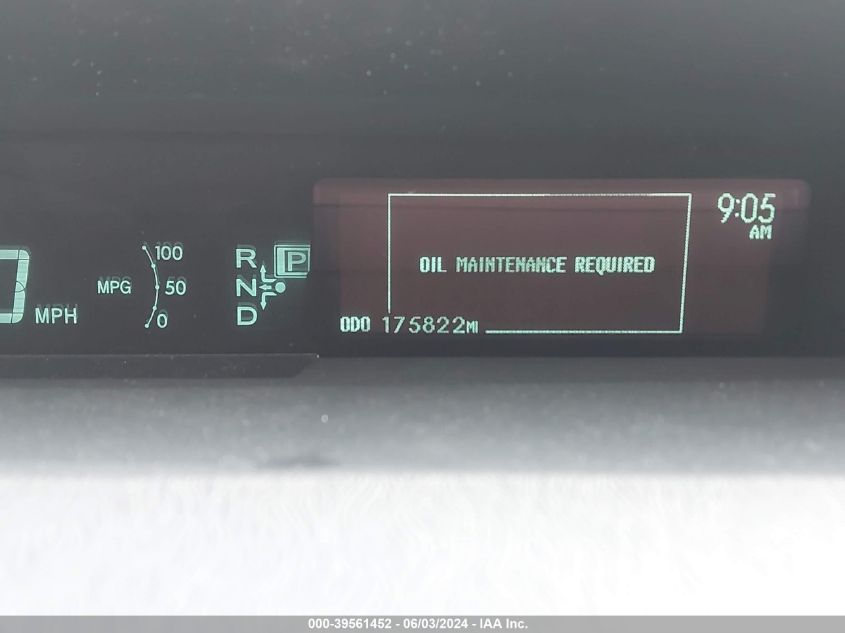 9:05
AM
100
R P
OIL MAINTENANCE REQUIRED
MPG 50
N
MPH
0
D
ODO 175822MI
000-39561452 - 06/03/2024 - IAA Inc.